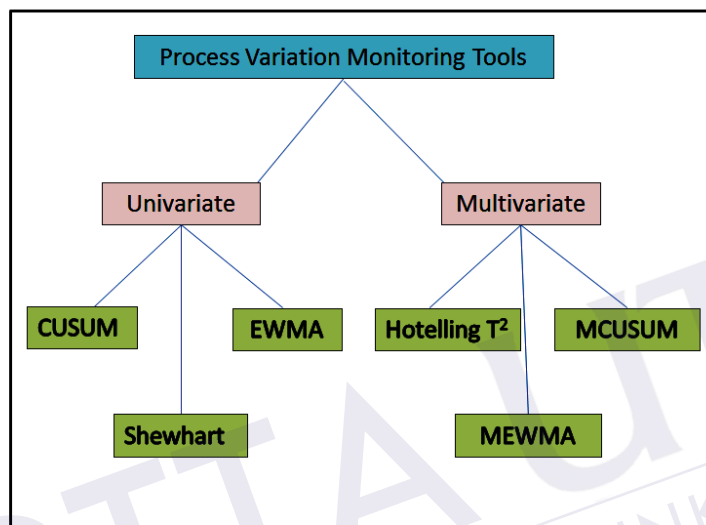 Process Variation Monitoring Tools
Univariate
Multivariate
CUSUM
EWMA
Hotelling T²
MCUSUM
Shewhart
MEWMA